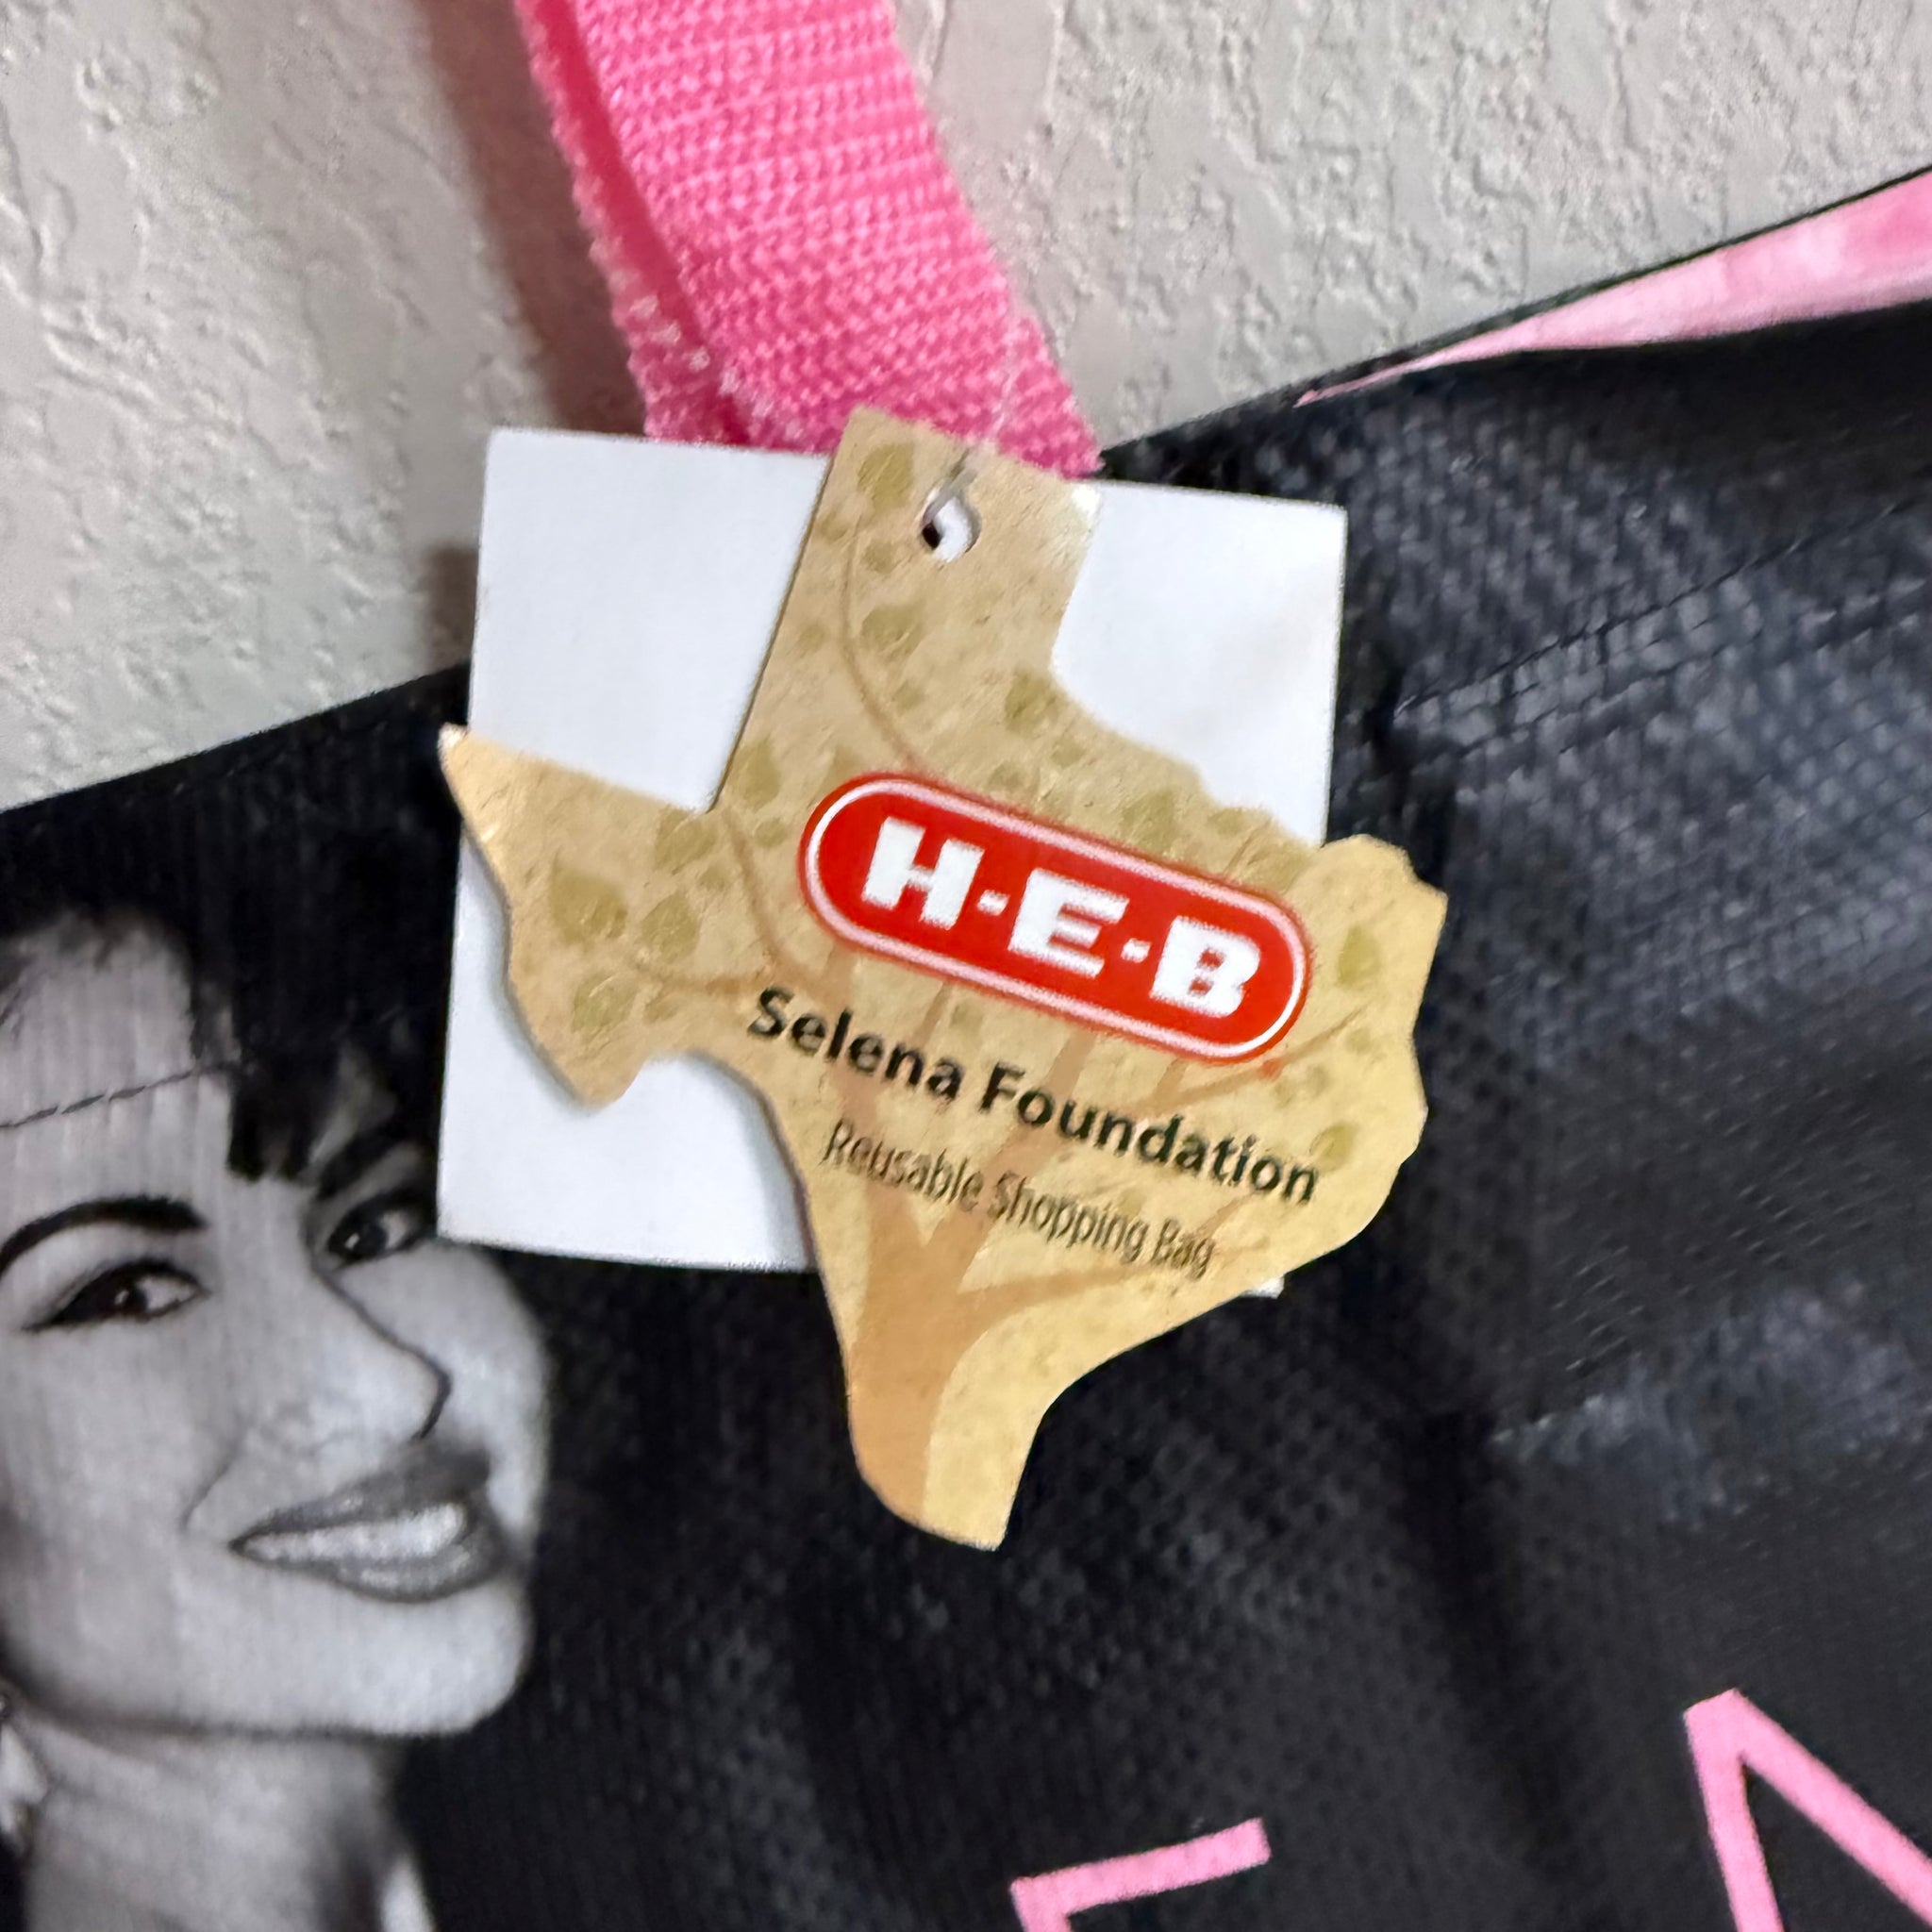 H·E·B
Selena Foundation
Reusable Shopping Bag
E N